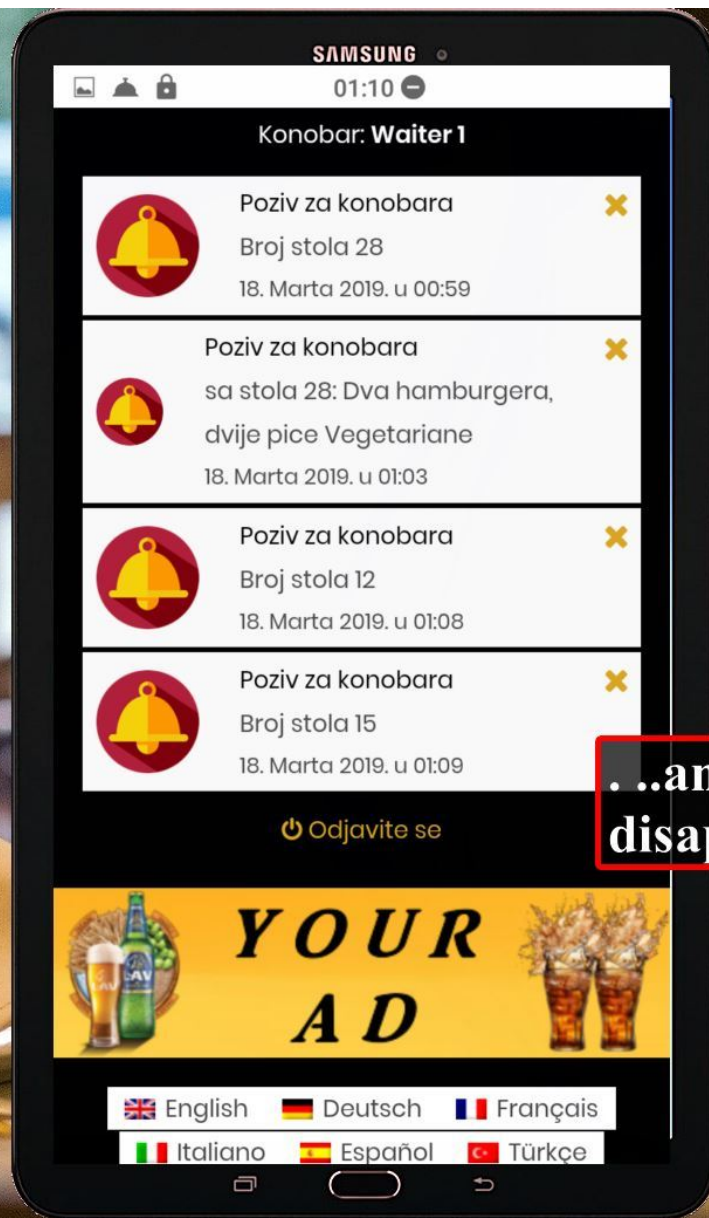 SAMSUNG
01:10
Konobar: Waiter 1
Poziv za konobara
Broj stola 28
18. Marta 2019. u 00:59
Poziv za konobara
sa stola 28: Dva hamburgera,
dvije pice Vegetariane
18. Marta 2019. u 01:03
Poziv za konobara
Broj stola 12
18. Marta 2019. u 01:08
Poziv za konobara
Broj stola 15
18. Marta 2019. u 01:09
Odjavite se
YOUR
AD
LAV
English Deutsch Français
Italiano Español Türkçe